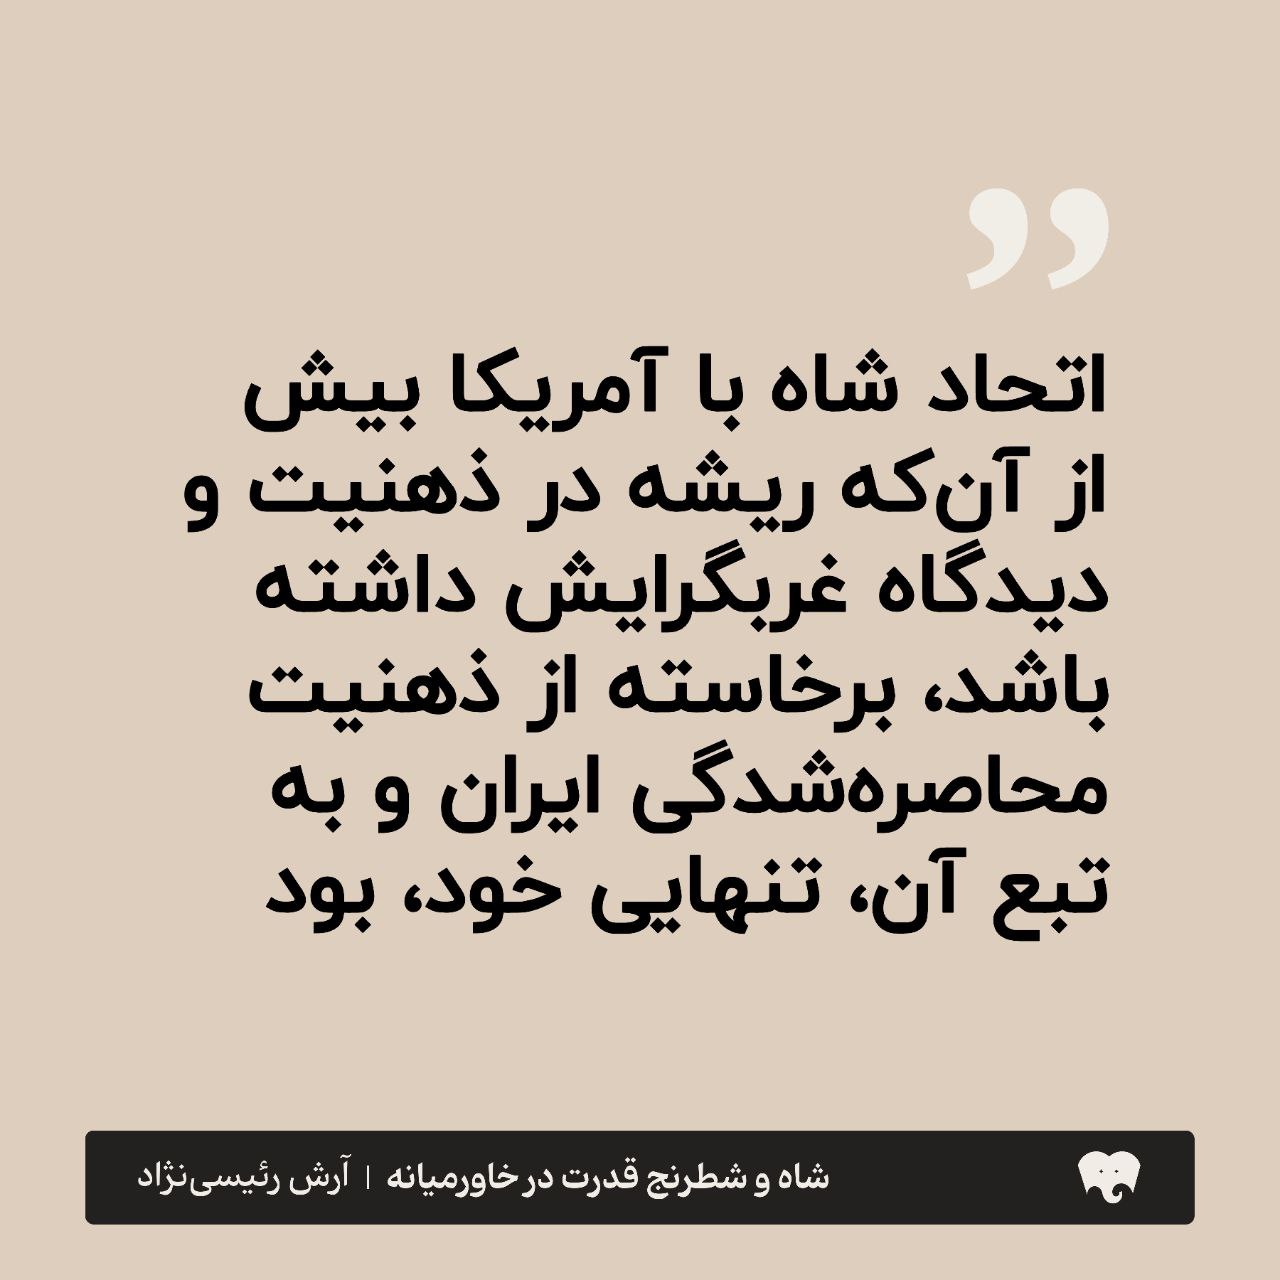 ”
اتحاد شاه با آمریکا بیش
از آن‌که ریشه در ذهنیت و
دیدگاه غربگرایش داشته
باشد، برخاسته از ذهنیت
محاصره‌شدگی ایران و به
تبع آن، تنهایی خود، بود
شاه و شطرنج قدرت در خاورمیانه | آرش رئیسی‌نژاد